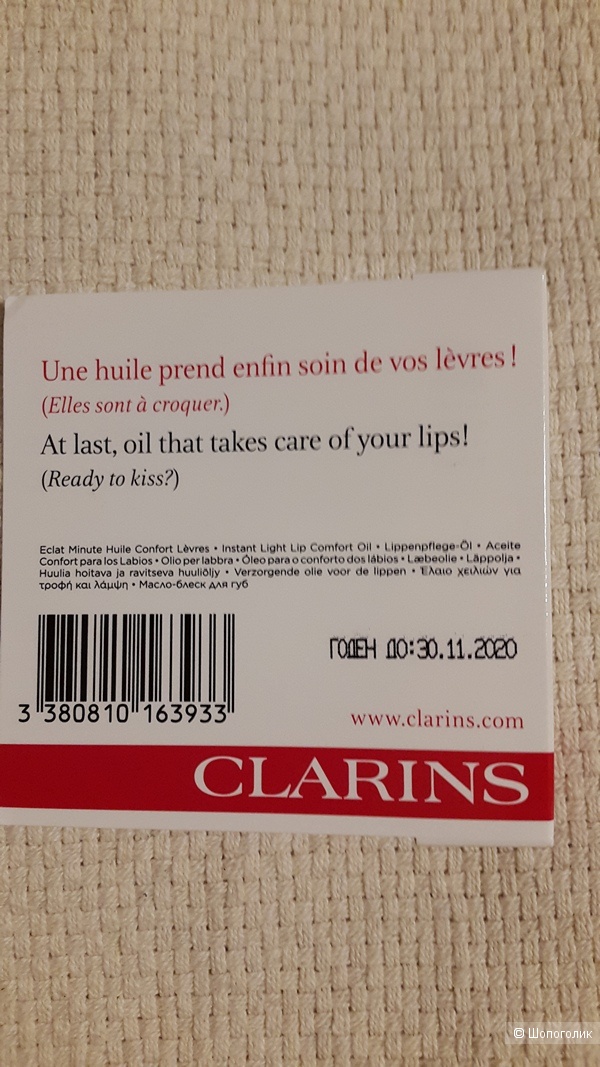 Une huile prend enfin soin de vos lèvres !
(Elles sont à croquer.)
At last, oil that takes care of your lips!
(Ready to kiss?)
Eclat Minute Huile Confort Lèvres • Instant Light Lip Comfort Oil • Lippenpflege-Öl • Aceite
Confort para los Labios • Olio per labbra • Óleo para o conforto dos lábios • Læbeolie • Läppolja •
Huulia hoitava ja ravitseva huuliöljy • Verzorgende olie voor de lippen • Έλαιο χειλιών για
τροφή και λάμψη • Масло-блеск для губ
ГОДЕН ДО:30.11.2020
3 380810 163933
www.clarins.com
CLARINS
© Шопоголик